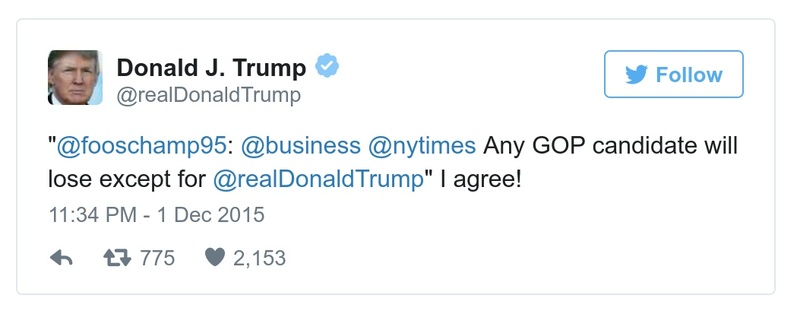 Donald J. Trump
@realDonaldTrump
Follow
"@fooschamp95: @business @nytimes Any GOP candidate will
lose except for @realDonaldTrump" I agree!
11:34 PM - 1 Dec 2015
775 2,153